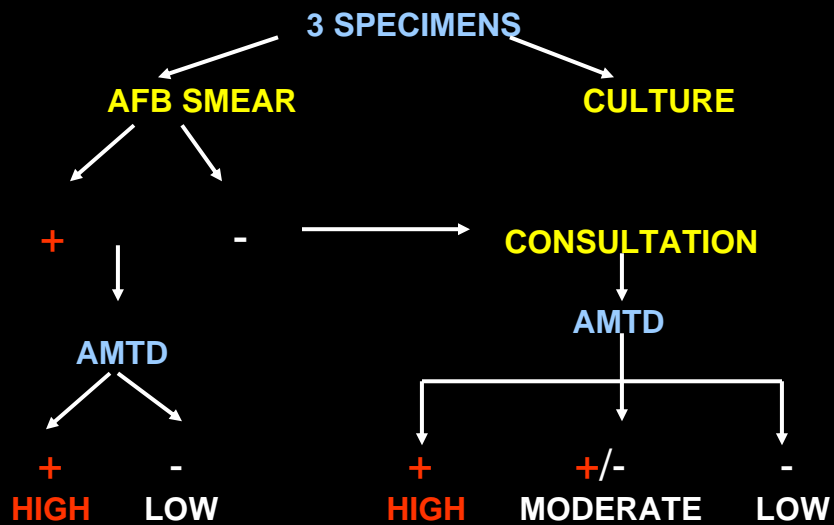 3 SPECIMENS
AFB SMEAR CULTURE
+ - CONSULTATION
AMTD
AMTD
+ - + +/- -
HIGH LOW HIGH MODERATE LOW